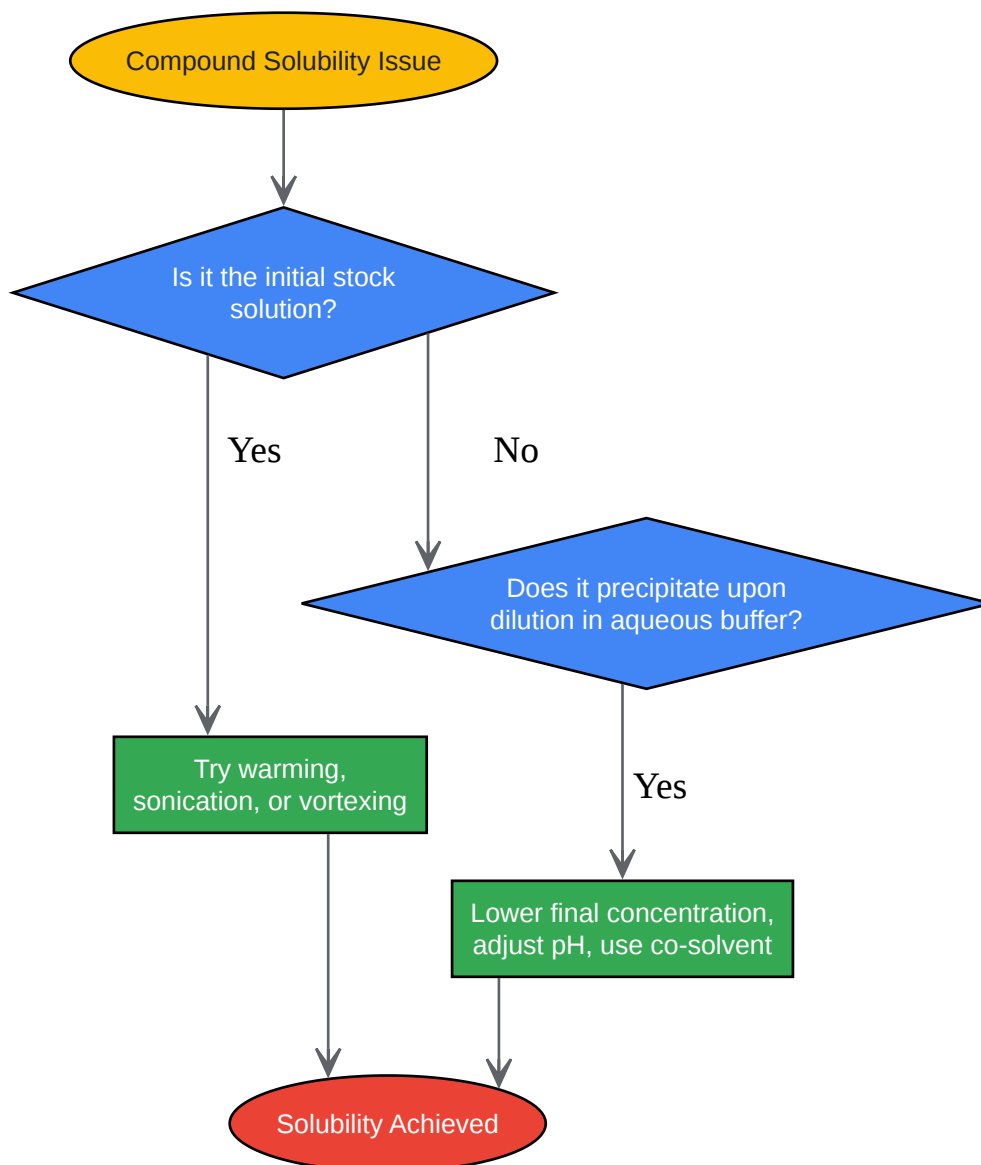 Compound Solubility Issue
Is it the initial stock
solution?
Yes
No
Does it precipitate upon
dilution in aqueous buffer?
Try warming,
sonication, or vortexing
Yes
Lower final concentration,
adjust pH, use co-solvent
Solubility Achieved